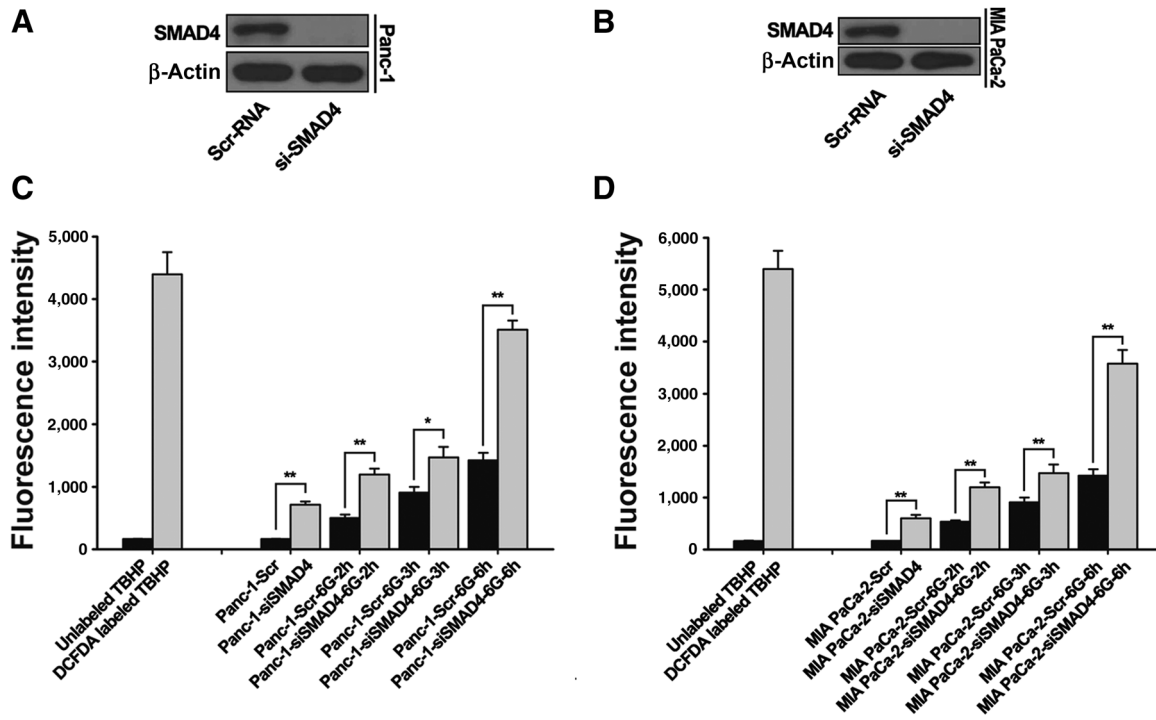 A
SMAD4
β-Actin
Panc-1
Scr-RNA
si-SMAD4
B
SMAD4
β-Actin
MIA PaCa-2
Scr-RNA
si-SMAD4
C
Fluorescence intensity
5,000
4,000
3,000
2,000
1,000
0
**
**
*
**
Unlabeled TBHP
DCFDA labeled TBHP
Panc-1-Scr
Panc-1-siSMAD4
Panc-1-Scr-6G-2h
Panc-1-siSMAD4-6G-2h
Panc-1-Scr-6G-3h
Panc-1-siSMAD4-6G-3h
Panc-1-Scr-6G-6h
Panc-1-siSMAD4-6G-6h
D
Fluorescence intensity
6,000
5,000
4,000
3,000
2,000
1,000
0
**
**
**
**
Unlabeled TBHP
DCFDA labeled TBHP
MIA PaCa-2-Scr
MIA PaCa-2-siSMAD4
MIA PaCa-2-Scr-6G-2h
MIA PaCa-2-siSMAD4-6G-2h
MIA PaCa-2-Scr-6G-3h
MIA PaCa-2-siSMAD4-6G-3h
MIA PaCa-2-Scr-6G-6h
MIA PaCa-2-siSMAD4-6G-6h